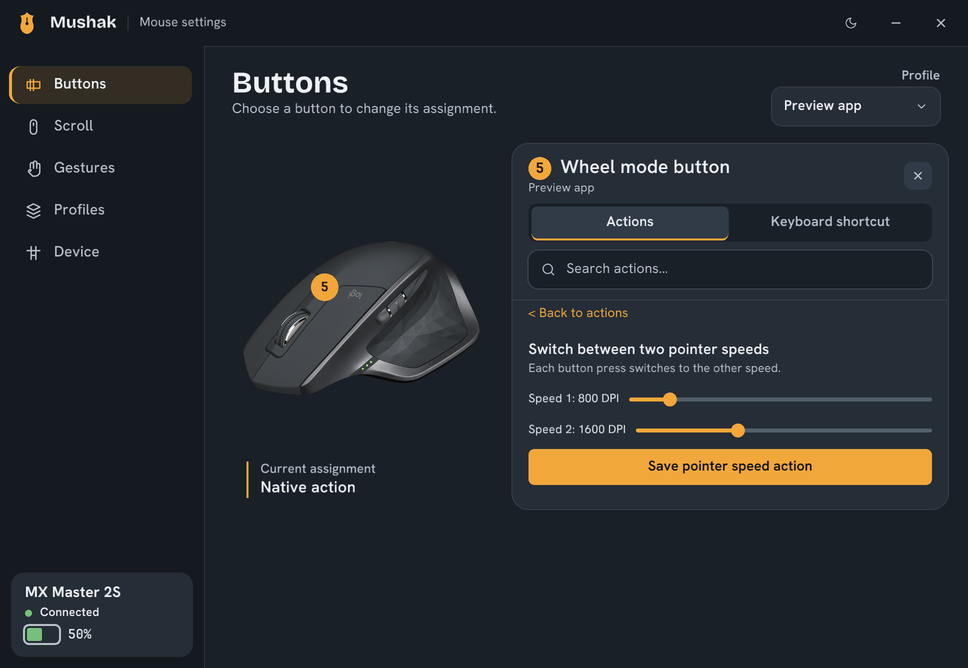 Mushak
Mouse settings
Buttons
Scroll
Gestures
Profiles
Device
MX Master 2S
Connected
50%
Buttons
Choose a button to change its assignment.
Profile
Preview app
5
logi
Current assignment
Native action
5 Wheel mode button
Preview app
Actions
Keyboard shortcut
Search actions...
< Back to actions
Switch between two pointer speeds
Each button press switches to the other speed.
Speed 1: 800 DPI
Speed 2: 1600 DPI
Save pointer speed action